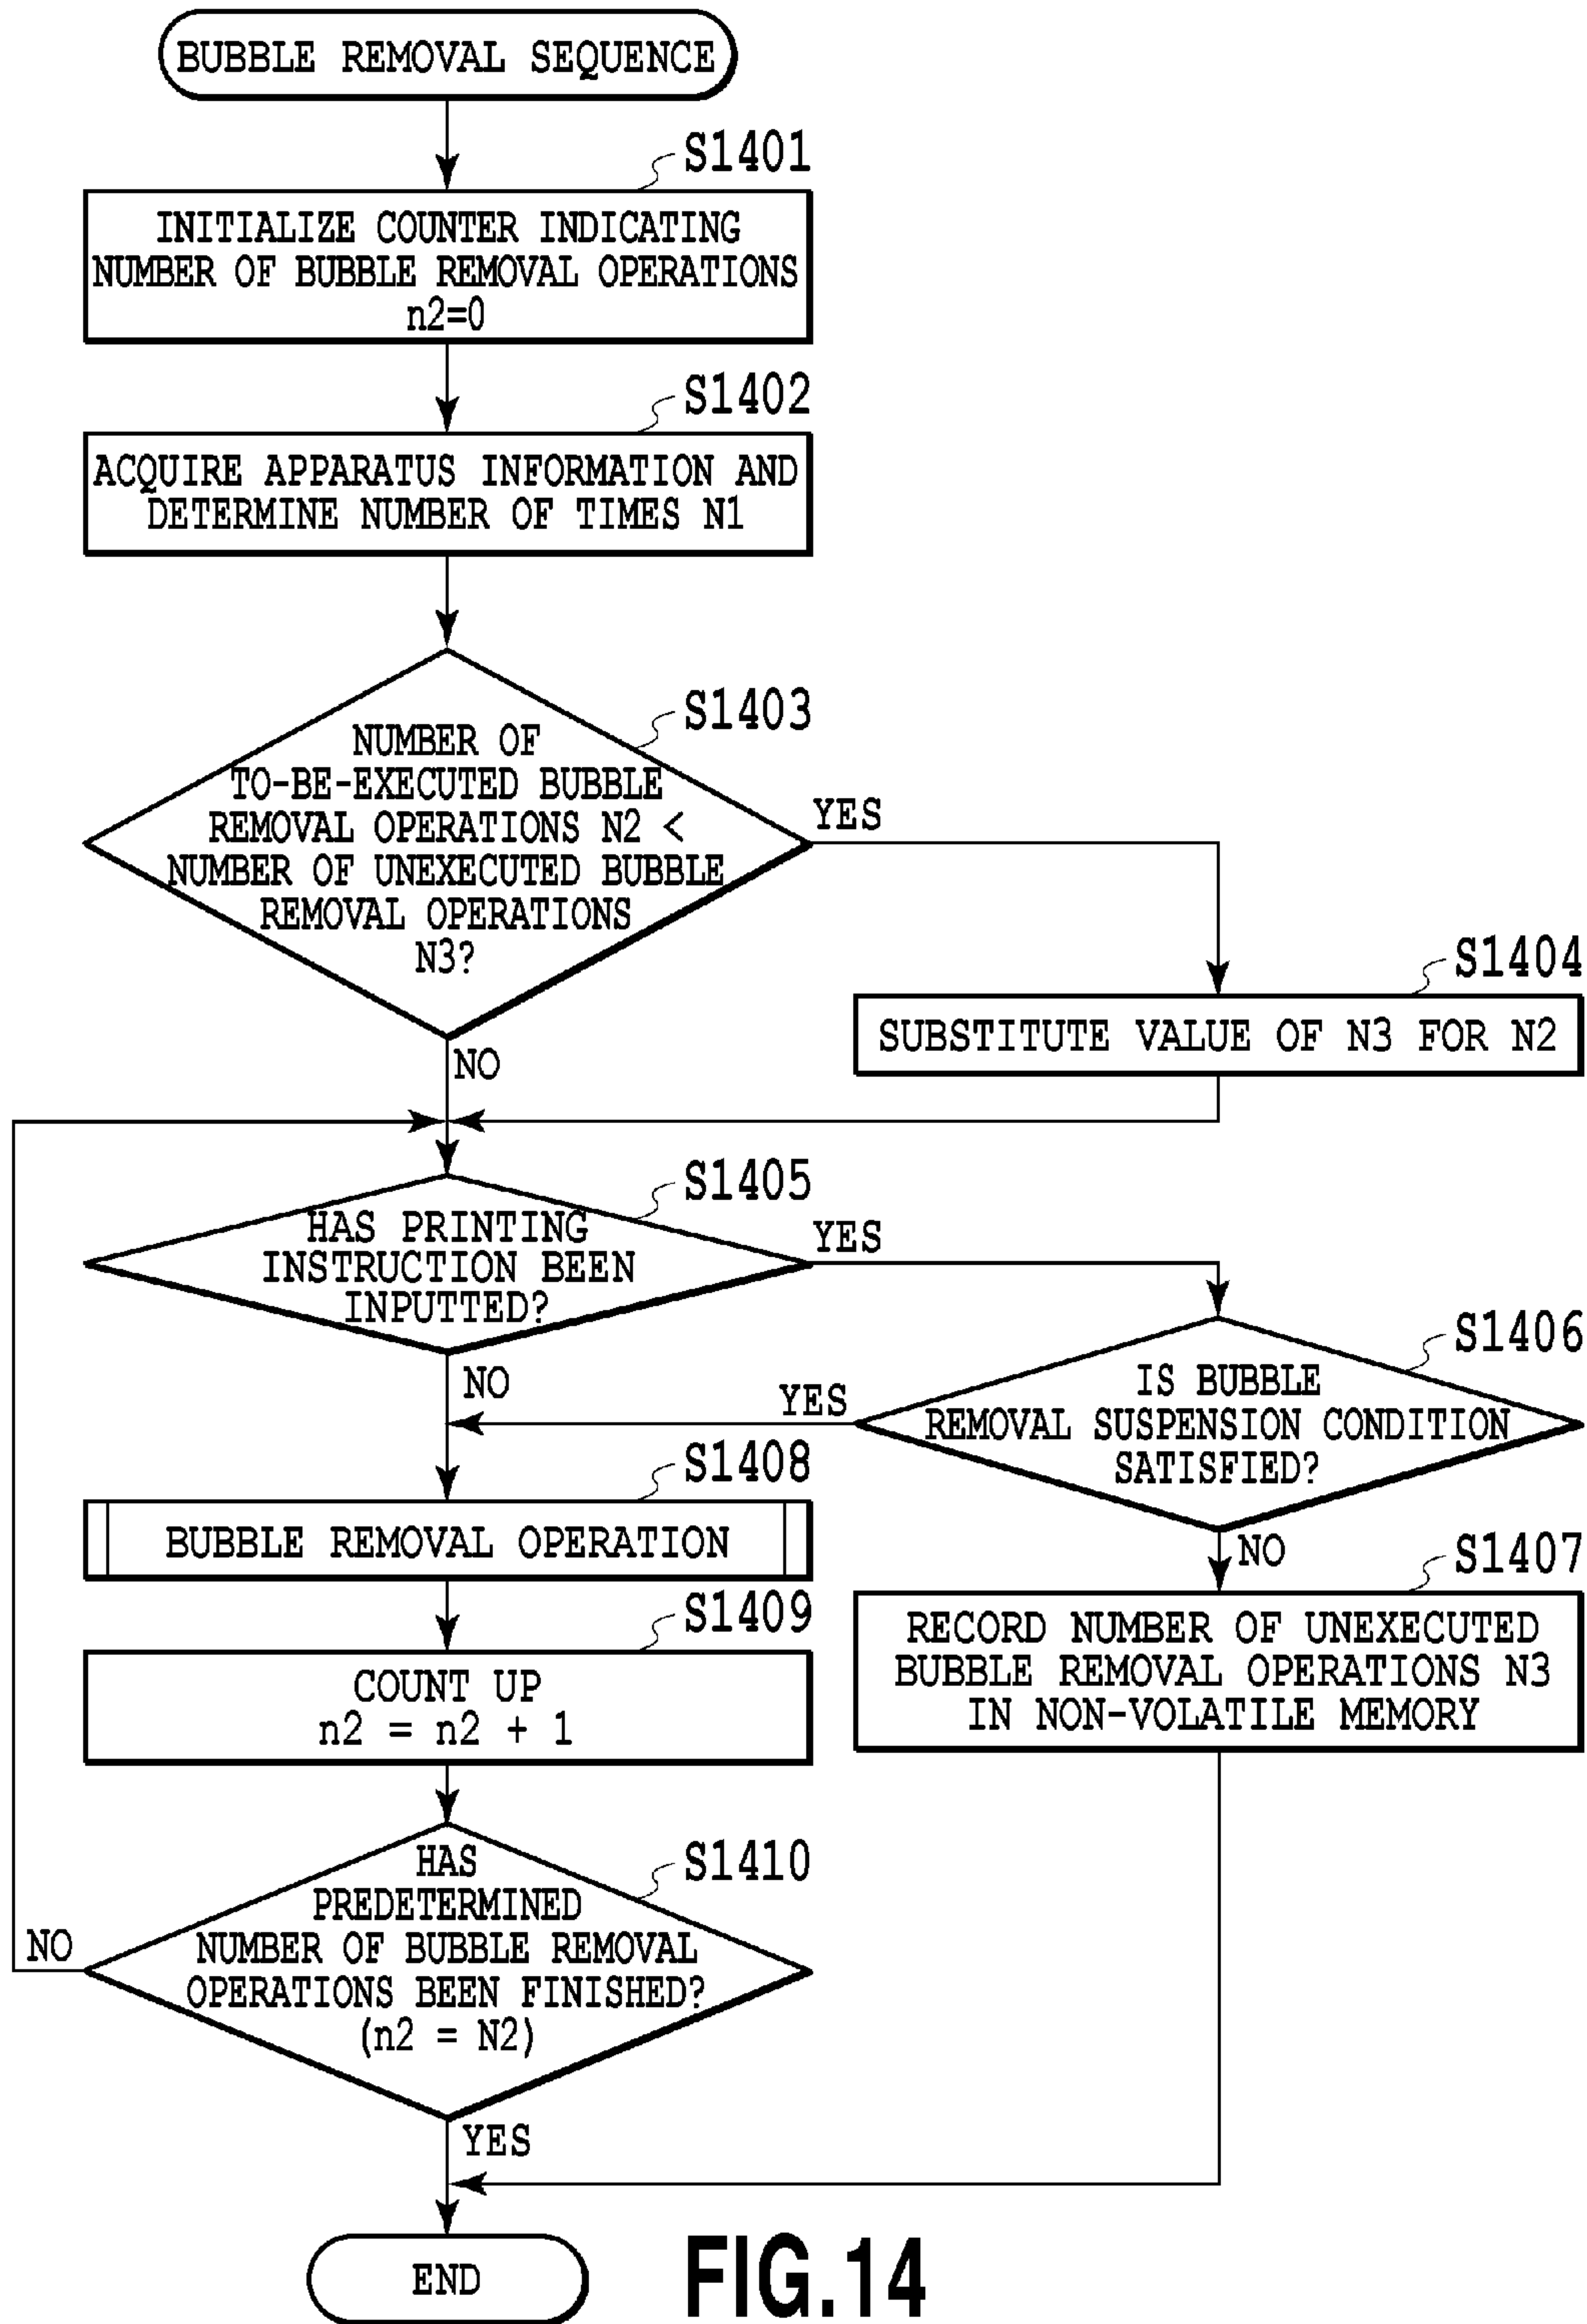 BUBBLE REMOVAL SEQUENCE
S1401
INITIALIZE COUNTER INDICATING
NUMBER OF BUBBLE REMOVAL OPERATIONS
n2=0
S1402
ACQUIRE APPARATUS INFORMATION AND
DETERMINE NUMBER OF TIMES N1
S1403
NUMBER OF
TO-BE-EXECUTED BUBBLE
REMOVAL OPERATIONS N2 <
NUMBER OF UNEXECUTED BUBBLE
REMOVAL OPERATIONS
N3?
YES
NO
S1404
SUBSTITUTE VALUE OF N3 FOR N2
S1405
HAS PRINTING
INSTRUCTION BEEN
INPUTTED?
YES
NO
S1406
IS BUBBLE
REMOVAL SUSPENSION CONDITION
SATISFIED?
YES
NO
S1407
RECORD NUMBER OF UNEXECUTED
BUBBLE REMOVAL OPERATIONS N3
IN NON-VOLATILE MEMORY
S1408
BUBBLE REMOVAL OPERATION
S1409
COUNT UP
n2 = n2 + 1
S1410
HAS
PREDETERMINED
NUMBER OF BUBBLE REMOVAL
OPERATIONS BEEN FINISHED?
(n2 = N2)
NO
YES
END
FIG.14